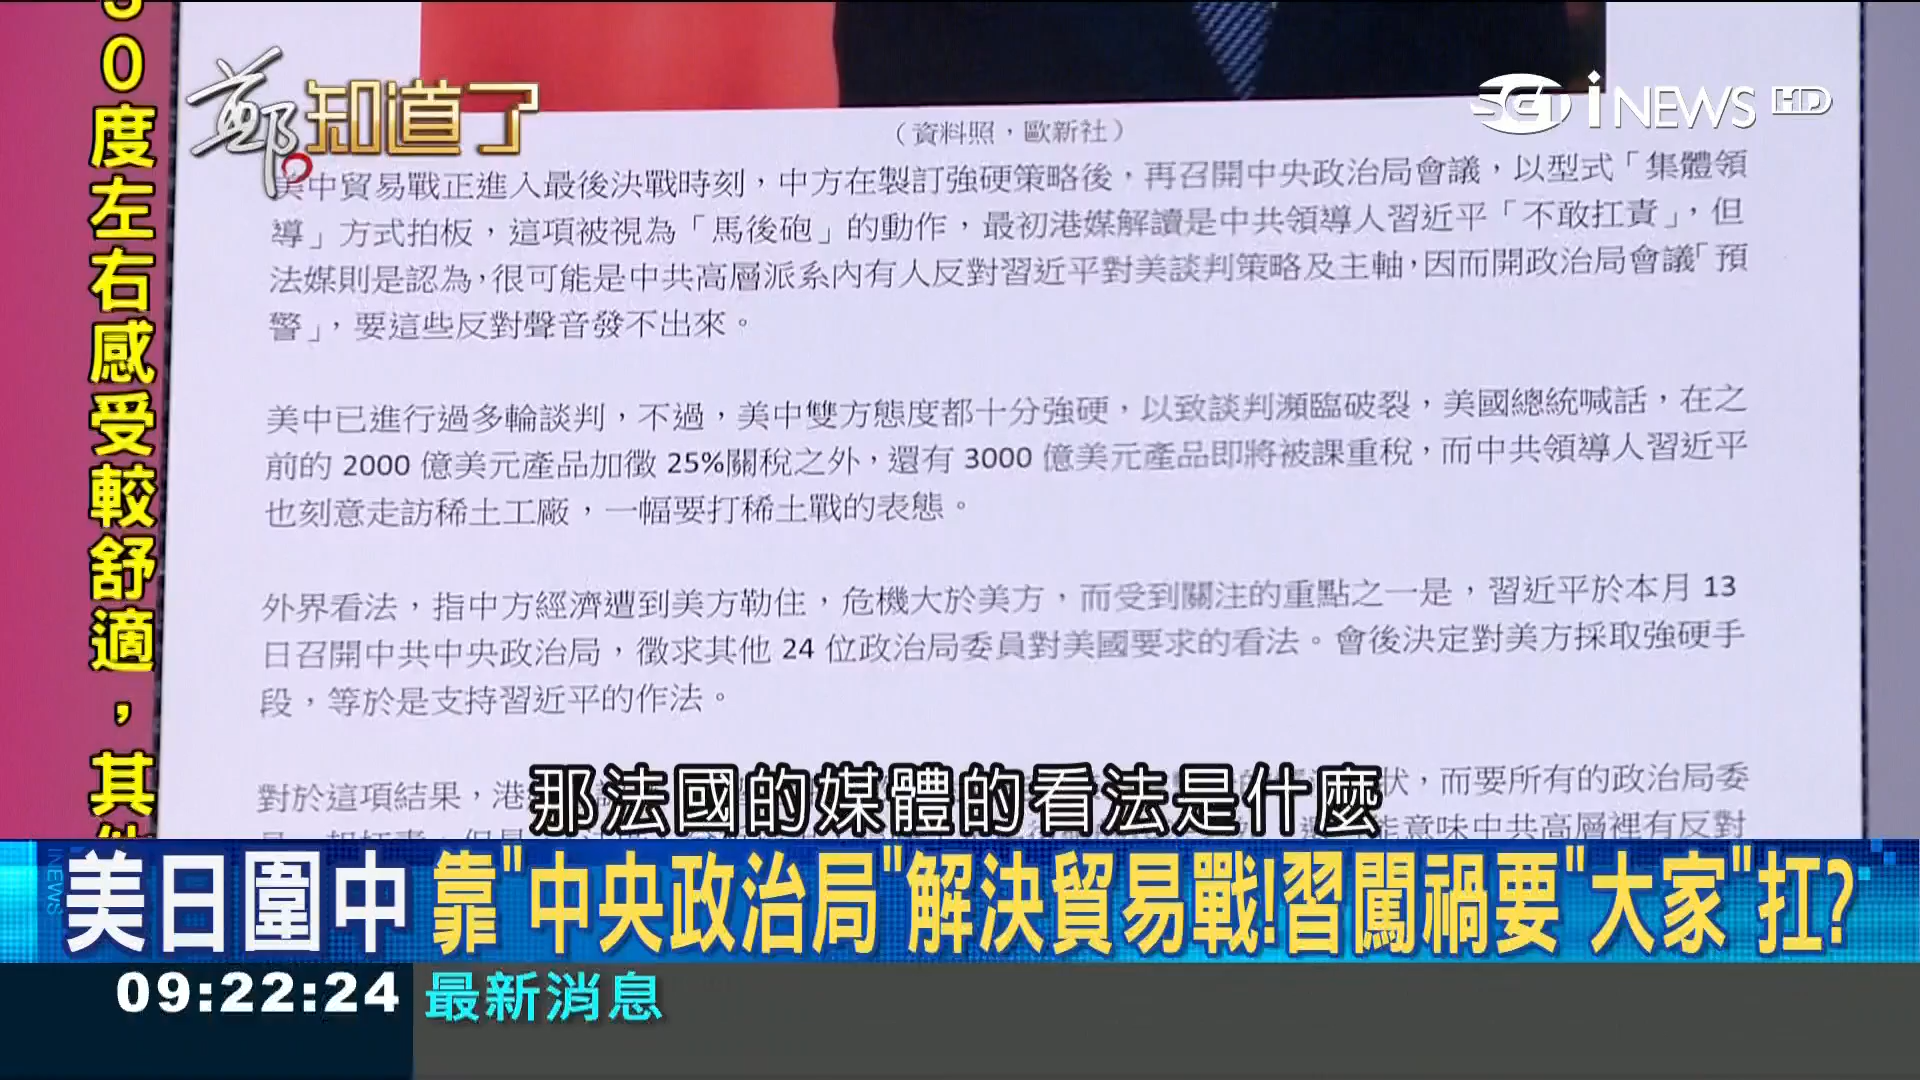 30度左右感受較舒適，其他
鄭知道了
SET iNEWS HD
（資料照，歐新社）
美中貿易戰正進入最後決戰時刻，中方在製訂強硬策略後，再召開中央政治局會議，以型式「集體領
導」方式拍板，這項被視為「馬後砲」的動作，最初港媒解讀是中共領導人習近平「不敢扛責」，但
法媒則是認為，很可能是中共高層派系內有人反對習近平對美談判策略及主軸，因而開政治局會議「預
警」，要這些反對聲音發不出來。
美中已進行過多輪談判，不過，美中雙方態度都十分強硬，以致談判瀕臨破裂，美國總統喊話，在之
前的 2000 億美元產品加徵 25%關稅之外，還有 3000 億美元產品即將被課重稅，而中共領導人習近平
也刻意走訪稀土工廠，一幅要打稀土戰的表態。
外界看法，指中方經濟遭到美方勒住，危機大於美方，而受到關注的重點之一是，習近平於本月 13
日召開中共中央政治局，徵求其他 24 位政治局委員對美國要求的看法。會後決定對美方採取強硬手
段，等於是支持習近平的作法。
對於這項結果，港 狀，而要所有的政治局委
能意味中共高層裡有反對
那法國的媒體的看法是什麼
iNEWS
美日圍中 靠"中央政治局"解決貿易戰!習闖禍要"大家"扛?
09:22:24 最新消息
iNEWS